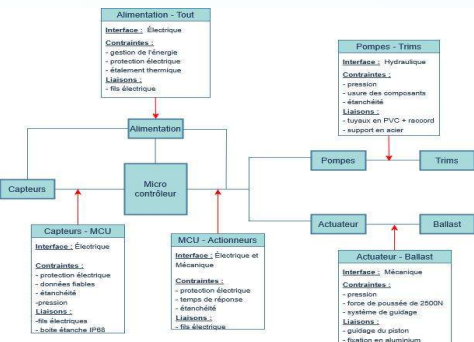 Alimentation - Tout
Interface : Électrique
Contraintes :
- gestion de l'énergie
- protection électrique
- étalement thermique
Liaisons :
- fils électrique
Pompes - Trims
Interface : Hydraulique
Contraintes :
- pression
- usure des composants
- étanchéité
Liaisons :
- tuyaux en PVC + raccord
- support en acier
Alimentation
Capteurs
Micro
contrôleur
Pompes
Trims
Actuateur
Ballast
Capteurs - MCU
Interface : Électrique
Contraintes :
- protection électrique
- données fiables
- étanchéité
-pression
Liaisons :
-fils électriques
- boite étanche IP68
MCU - Actionneurs
Interface : Électrique et
Mécanique
Contraintes :
- protection électrique
- temps de réponse
- étanchéité
Liaisons :
- fils électrique
Actuateur - Ballast
Interface : Mécanique
Contraintes :
- pression
- force de poussée de 2500N
- système de guidage
Liaisons :
- guidage du piston
- fixation en aluminium